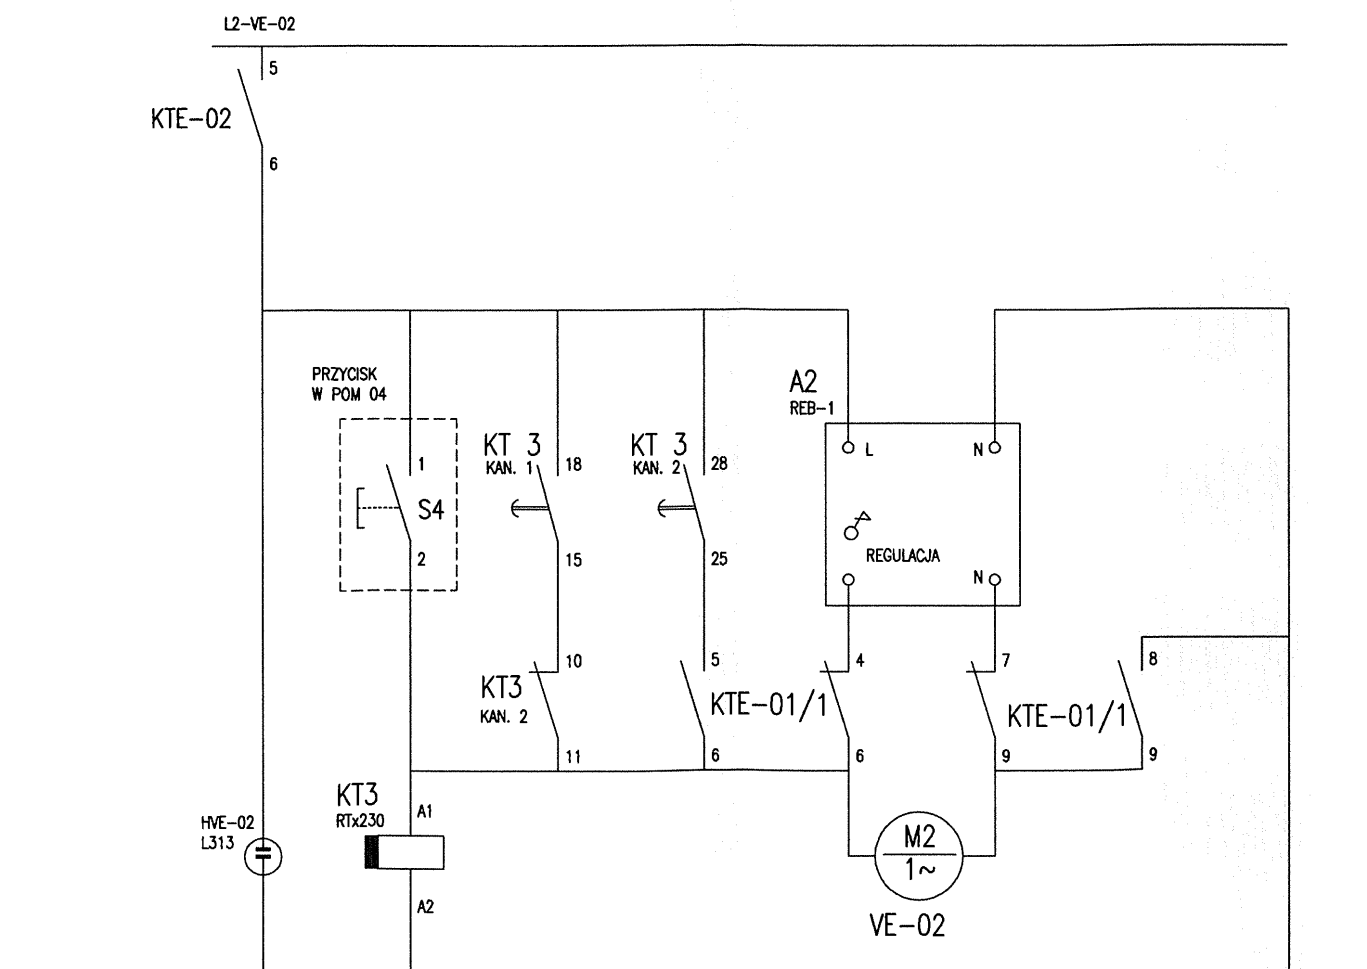 L2-VE-02
5
KTE-02
6
PRZYCISK
W POM 04
1
S4
2
KT 3
KAN. 1
18
15
KT 3
KAN. 2
28
25
A2
REB-1
L
N
REGULACJA
N
10
KT3
KAN. 2
11
5
KTE-01/1
6
4
6
7
9
KTE-01/1
8
9
HVE-02
L313
KT3
RTx230
A1
A2
M2
1~
VE-02